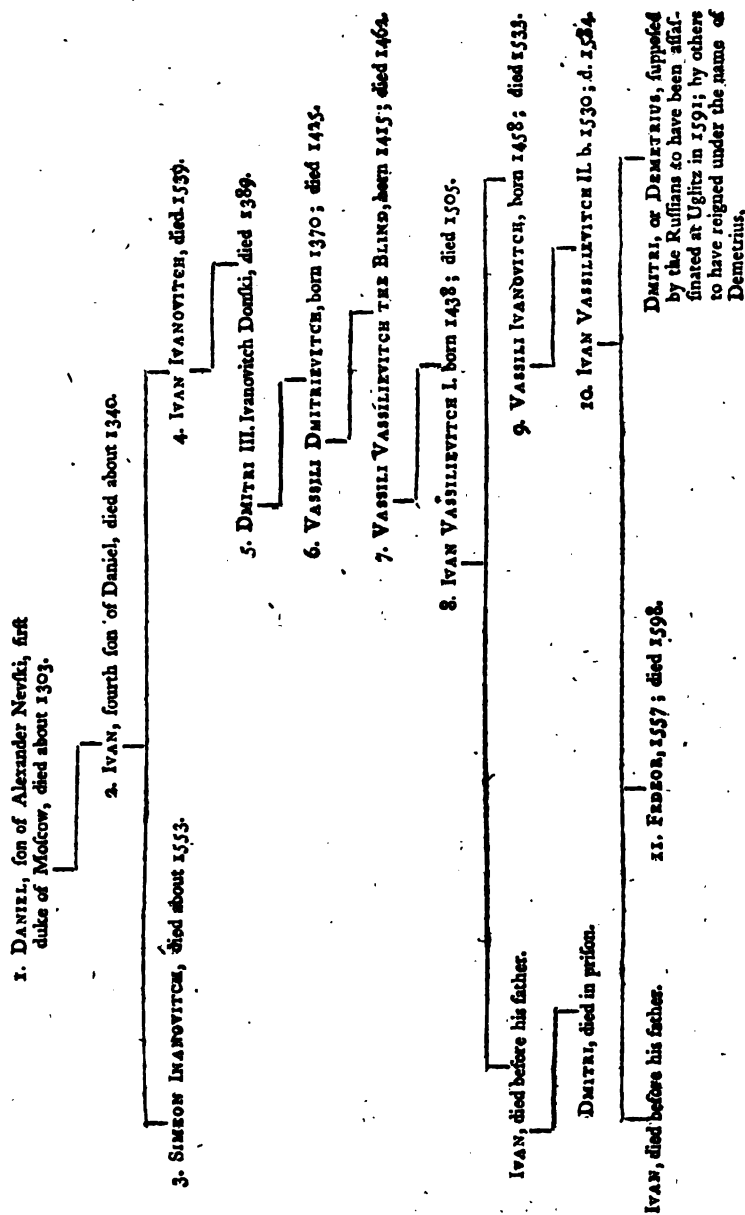 1. DANIEL, ſon of Alexander Nevſki, firſt
duke of Moſcow, died about 1303.
2. IVAN, fourth ſon of Daniel, died about 1340.
3. SIMEON INANOVITCH, died about 1553.
4. IVAN IVANOVITCH, died 1539.
5. DMITRI III. Ivanovitch Donſki, died 1389.
6. VASSILI DMITRIEVITCH, born 1370; died 1425.
7. VASSILI VASSILIEVITCH THE BLIND, born 1415; died 1462.
8. IVAN VASSILIEVITCH I. born 1438; died 1505.
IVAN, died before his father.
9. VASSILI IVANOVITCH, born 1458; died 1533.
DMITRI, died in priſon.
10. IVAN VASSILIEVITCH II. b. 1530; d. 1584.
IVAN, died before his father.
11. FEDEOR, 1557; died 1598.
DMITRI, or DEMETRIUS, ſuppoſed
by the Ruſſians to have been aſſaſ-
ſinated at Uglitz in 1591; by others
to have reigned under the name of
Demetrius.